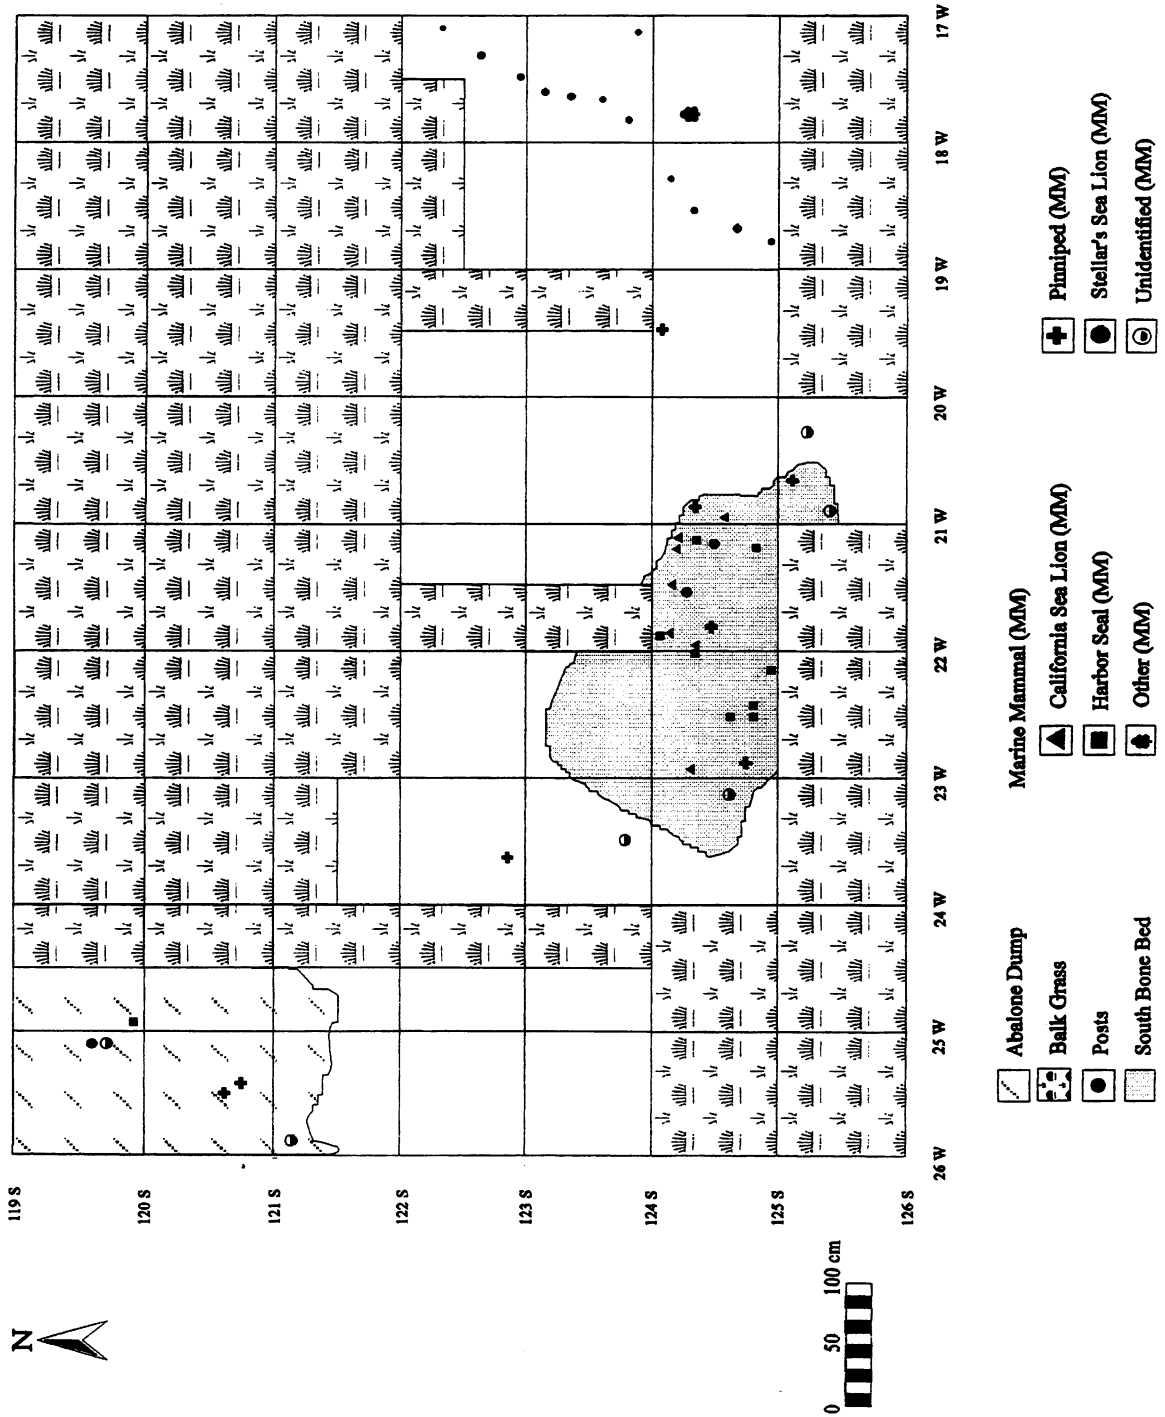 N
119 S
120 S
121 S
122 S
123 S
124 S
125 S
126 S
26 W
25 W
24 W
23 W
22 W
21 W
20 W
19 W
18 W
17 W
0
50
100 cm
Abalone Dump
Balk Grass
Posts
South Bone Bed
Marine Mammal (MM)
California Sea Lion (MM)
Harbor Seal (MM)
Other (MM)
Pinniped (MM)
Stellar's Sea Lion (MM)
Unidentified (MM)